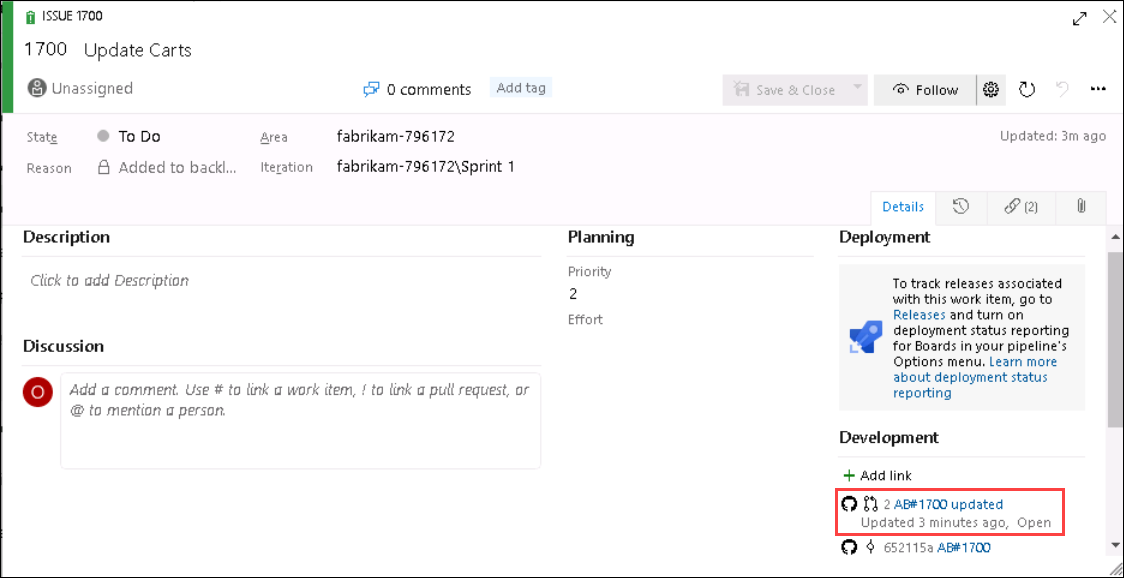 ISSUE 1700
1700 Update Carts
Unassigned
0 comments
Add tag
Save & Close
Follow
State To Do
Area fabrikam-796172
Updated: 3m ago
Reason Added to backl...
Iteration fabrikam-796172\Sprint 1
Details
(2)
Description
Click to add Description
Discussion
O
Add a comment. Use # to link a work item, ! to link a pull request, or
@ to mention a person.
Planning
Priority
2
Effort
Deployment
To track releases associated
with this work item, go to
Releases and turn on
deployment status reporting
for Boards in your pipeline's
Options menu. Learn more
about deployment status
reporting
Development
+ Add link
2 AB#1700 updated
Updated 3 minutes ago, Open
652115a AB#1700